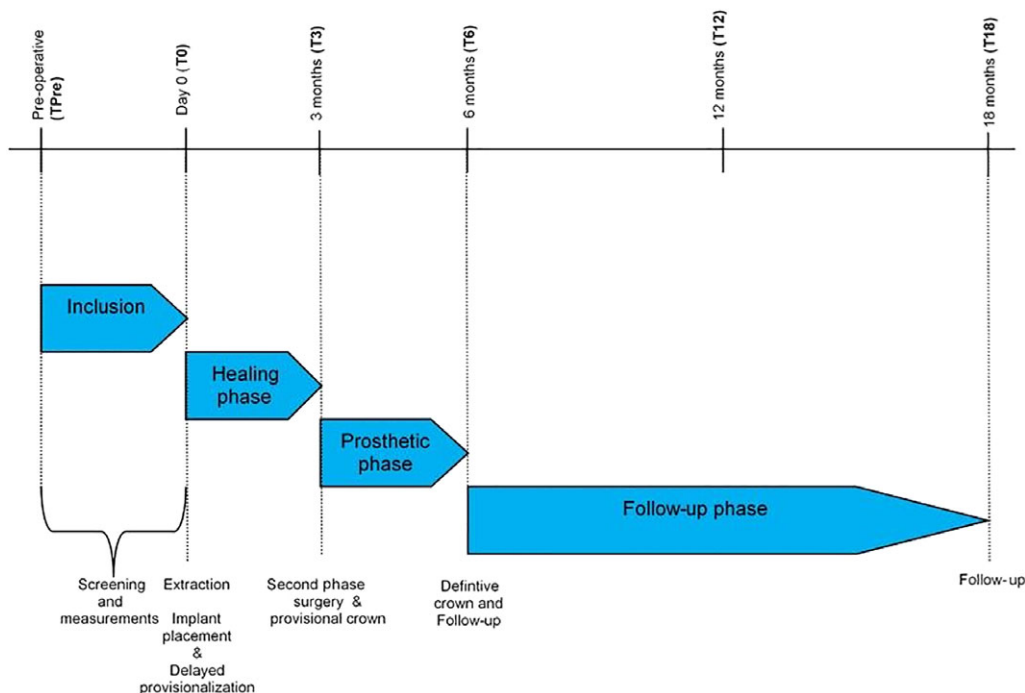 Pre-operative
(TPre)
Day 0 (T0)
3 months (T3)
6 months (T6)
12 months (T12)
18 months (T18)
Inclusion
Healing
phase
Prosthetic
phase
Follow-up phase
Screening
and
measurements
Extraction
Implant
placement
&
Delayed
provisionalization
Second phase
surgery &
provisional crown
Defintive
crown and
Follow-up
Follow-up